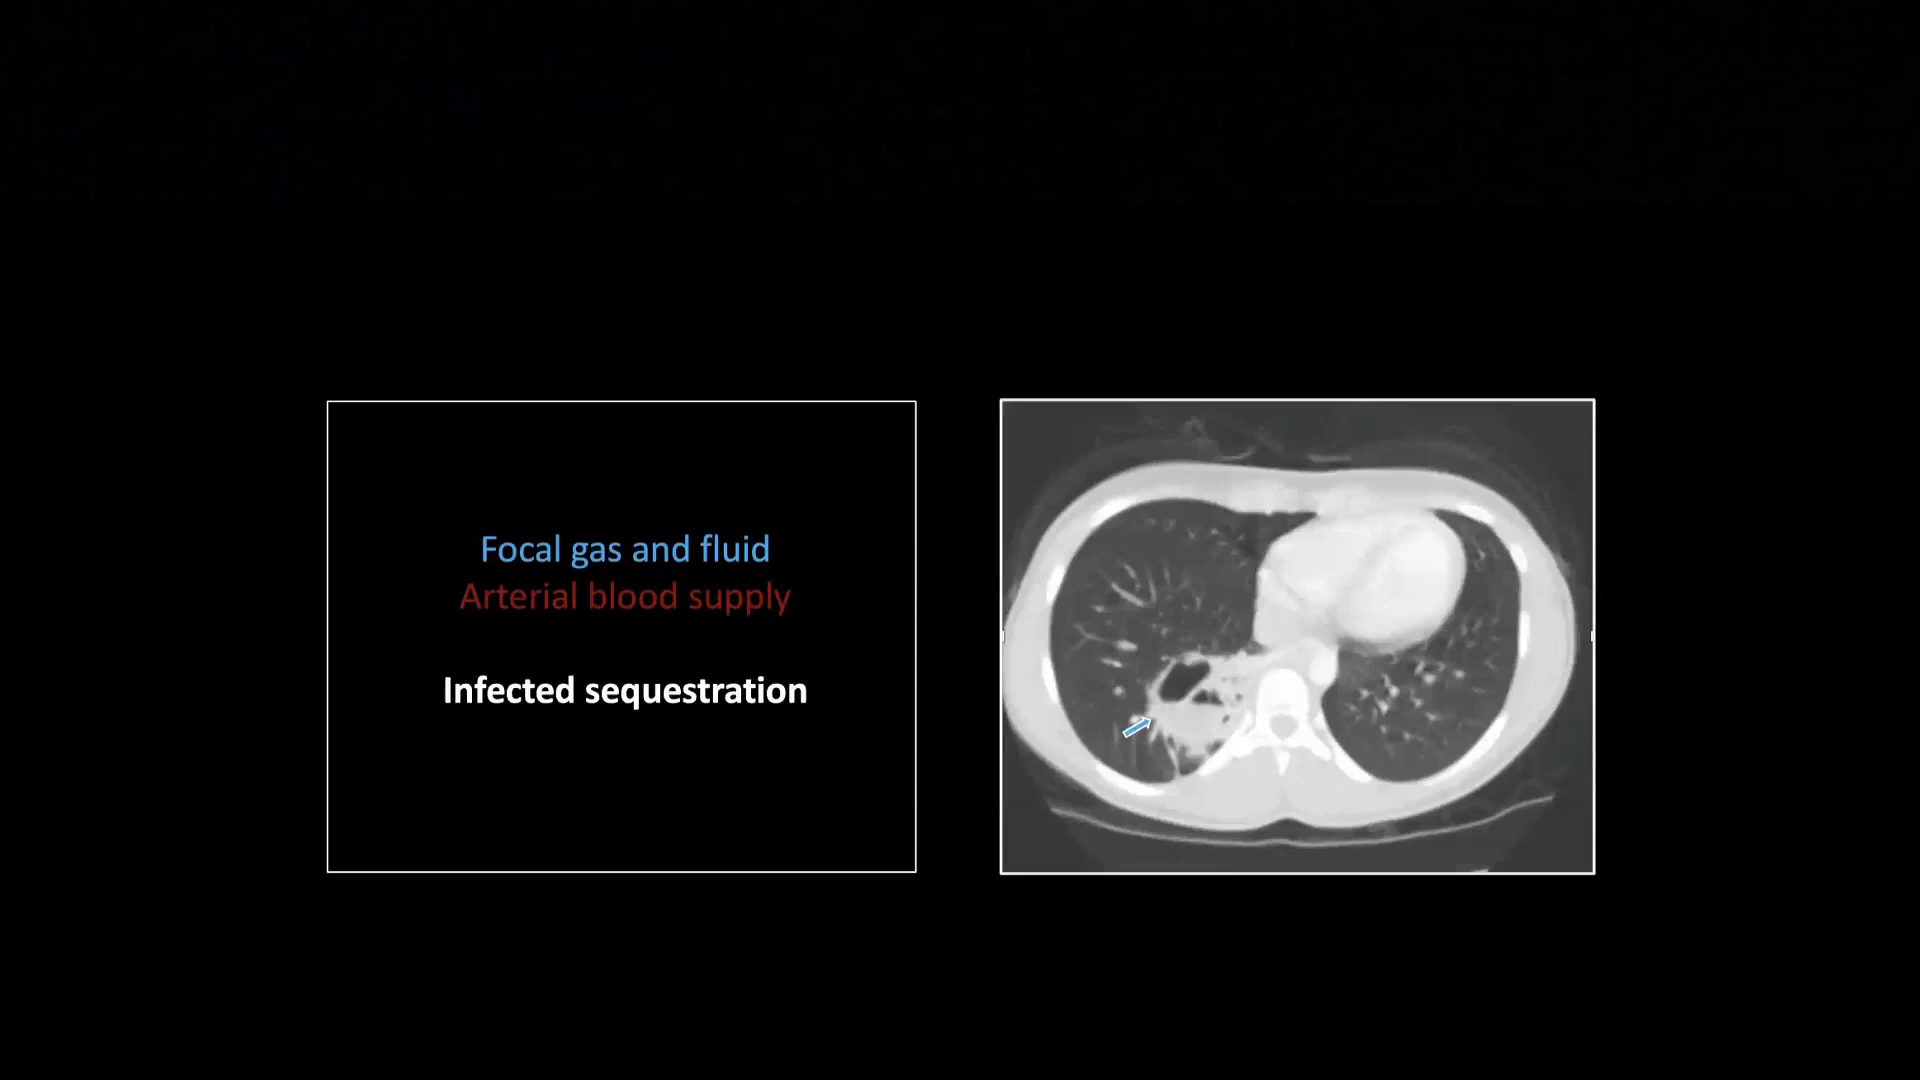 Focal gas and fluid
Arterial blood supply
Infected sequestration